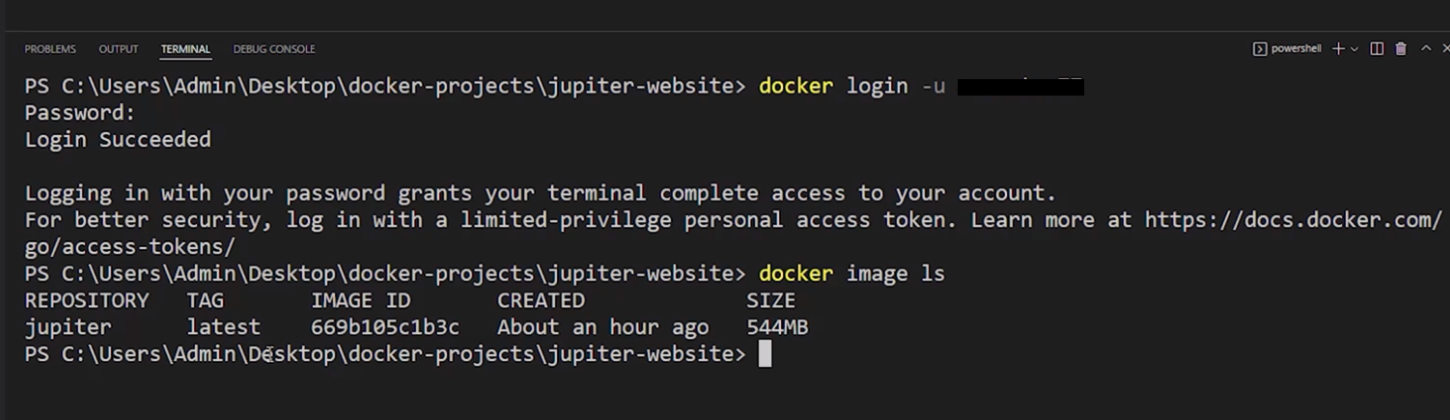 PROBLEMS OUTPUT TERMINAL DEBUG CONSOLE powershell
PS C:\Users\Admin\Desktop\docker-projects\jupiter-website> docker login -u
Password:
Login Succeeded
Logging in with your password grants your terminal complete access to your account.
For better security, log in with a limited-privilege personal access token. Learn more at https://docs.docker.com/
go/access-tokens/
PS C:\Users\Admin\Desktop\docker-projects\jupiter-website> docker image ls
REPOSITORY TAG IMAGE ID CREATED SIZE
jupiter latest 669b105c1b3c About an hour ago 544MB
PS C:\Users\Admin\Desktop\docker-projects\jupiter-website>